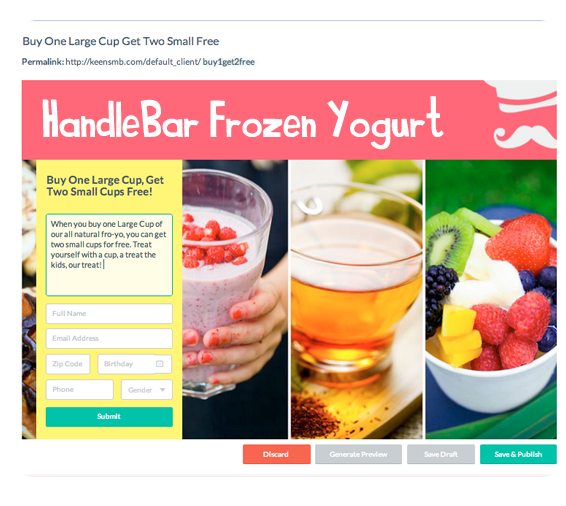 Buy One Large Cup Get Two Small Free
Permalink: http://keensmb.com/default_client/ buy1get2free
HandleBar Frozen Yogurt
Buy One Large Cup, Get
Two Small Cups Free!
When you buy one Large Cup of
our all natural fro-yo, you can get
two small cups for free. Treat
yourself with a cup, a treat the
kids, our treat!
Full Name
Email Address
Zip Code
Birthday
Phone
Gender
Submit
Discard
Generate Preview
Save Draft
Save & Publish